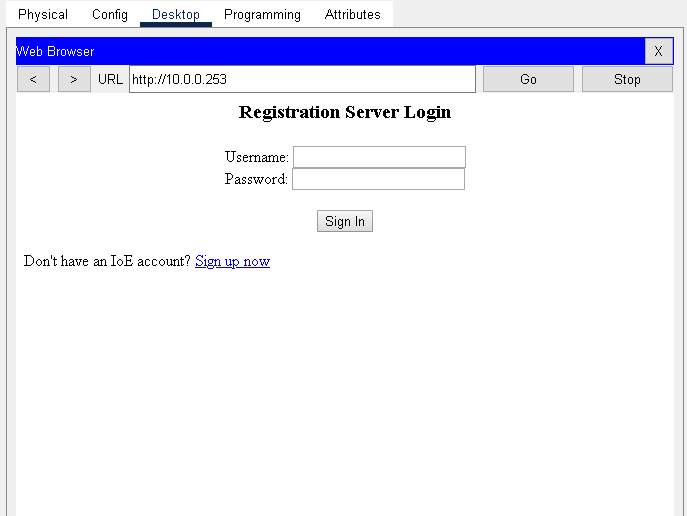 Physical Config Desktop Programming Attributes
Web Browser X
< > URL http://10.0.0.253 Go Stop
Registration Server Login
Username:
Password:
Sign In
Don't have an IoE account? Sign up now